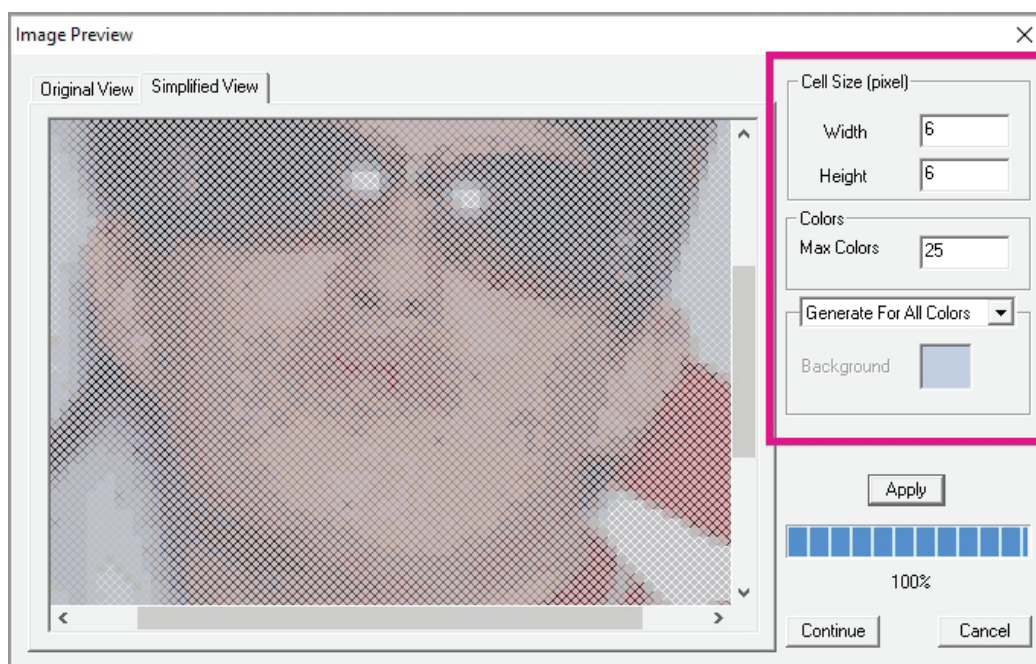 Image Preview
Original View
Simplified View
Cell Size (pixel)
Width 6
Height 6
Colors
Max Colors 25
Generate For All Colors
Background
Apply
100%
Continue Cancel